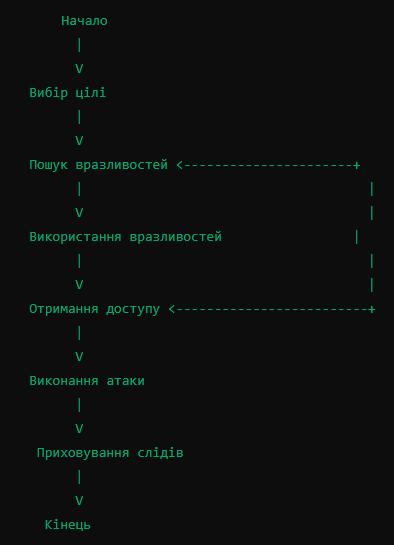 Начало
|
V
Вибір цілі
|
V
Пошук вразливостей <----------------------+
| |
V |
Використання вразливостей |
| |
V |
Отримання доступу <-------------------------+
|
V
Виконання атаки
|
V
Приховування слідів
|
V
Кінець